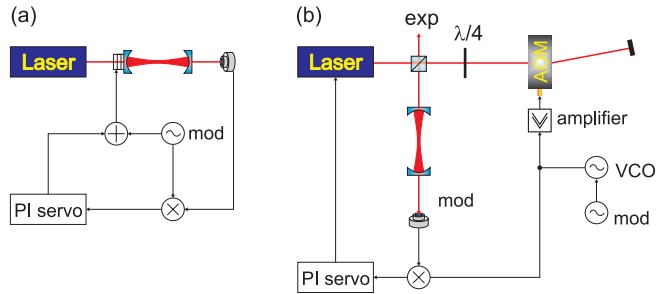 (a)
Laser
mod
PI servo
(b)
exp
λ/4
Laser
AOM
amplifier
VCO
mod
mod
PI servo